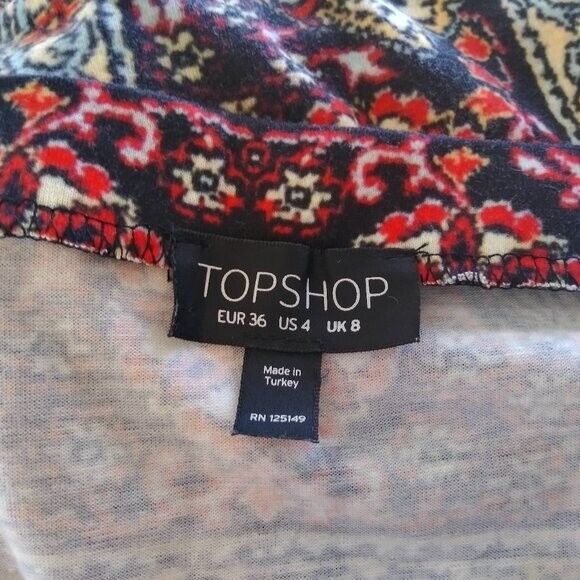 TOPSHOP
EUR 36 US 4 UK 8
Made in
Turkey
RN 125149